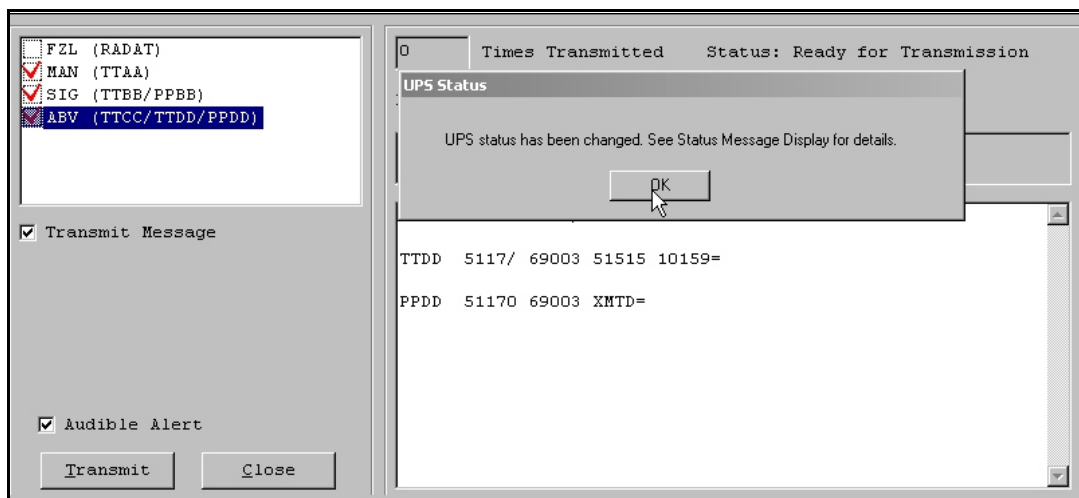 FZL (RADAT)
MAN (TTAA)
SIG (TTBB/PPBB)
ABV (TTCC/TTDD/PPDD)
Transmit Message
Audible Alert
Transmit
Close
0 Times Transmitted Status: Ready for Transmission
UPS Status
UPS status has been changed. See Status Message Display for details.
OK
TTDD 5117/ 69003 51515 10159=
PPDD 51170 69003 XMTD=